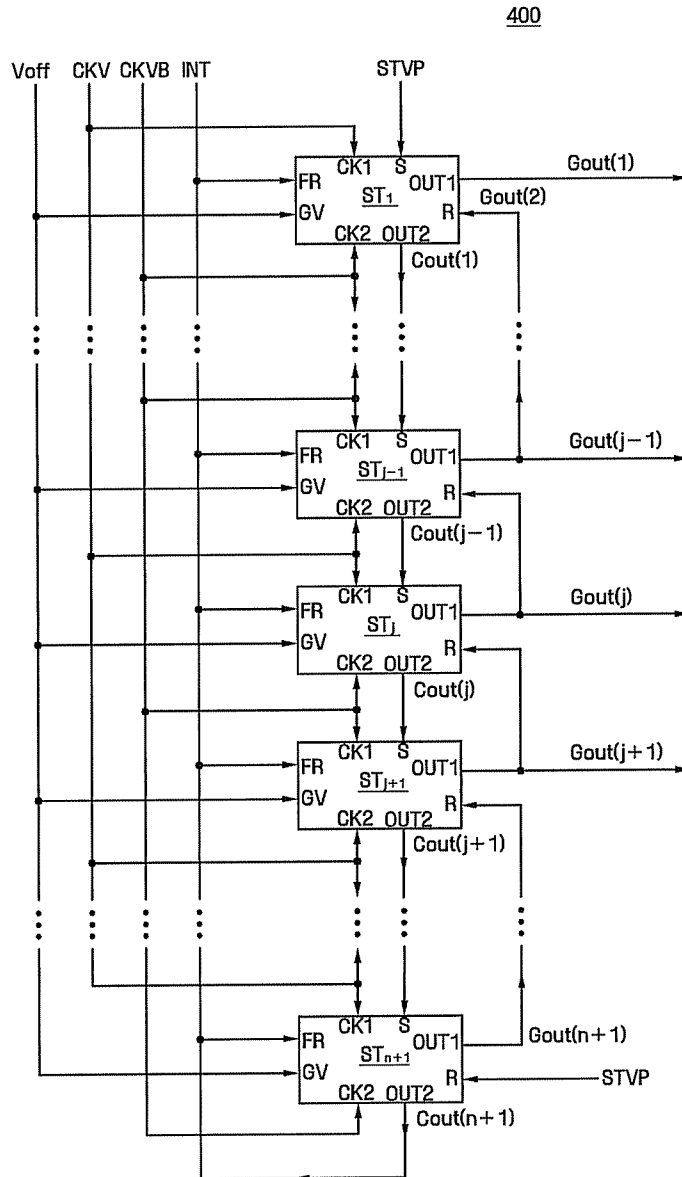 400
Voff CKV CKVB INT STVP
CK1 S
FR ST1 OUT1 Gout(1)
GV R Gout(2)
CK2 OUT2
Cout(1)
CK1 S
FR STj-1 OUT1 Gout(j-1)
GV R
CK2 OUT2
Cout(j-1)
CK1 S
FR STj OUT1 Gout(j)
GV R
CK2 OUT2
Cout(j)
CK1 S
FR STj+1 OUT1 Gout(j+1)
GV R
CK2 OUT2
Cout(j+1)
CK1 S
FR STn+1 OUT1 Gout(n+1)
GV R STVP
CK2 OUT2
Cout(n+1)